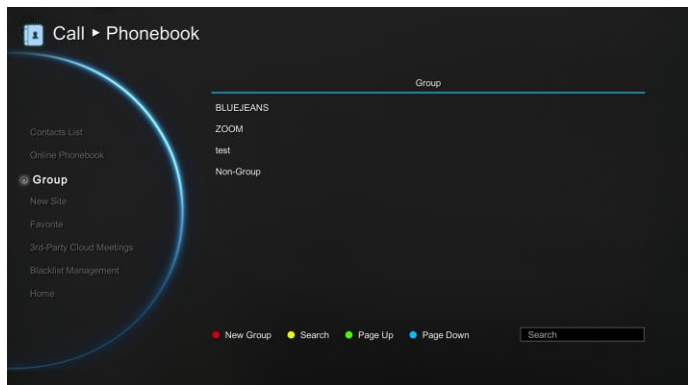 Call ▸ Phonebook
Group
BLUEJEANS
ZOOM
test
Non-Group
Contacts List
Online Phonebook
Group
New Site
Favorite
3rd-Party Cloud Meetings
Blacklist Management
Home
New Group Search Page Up Page Down Search